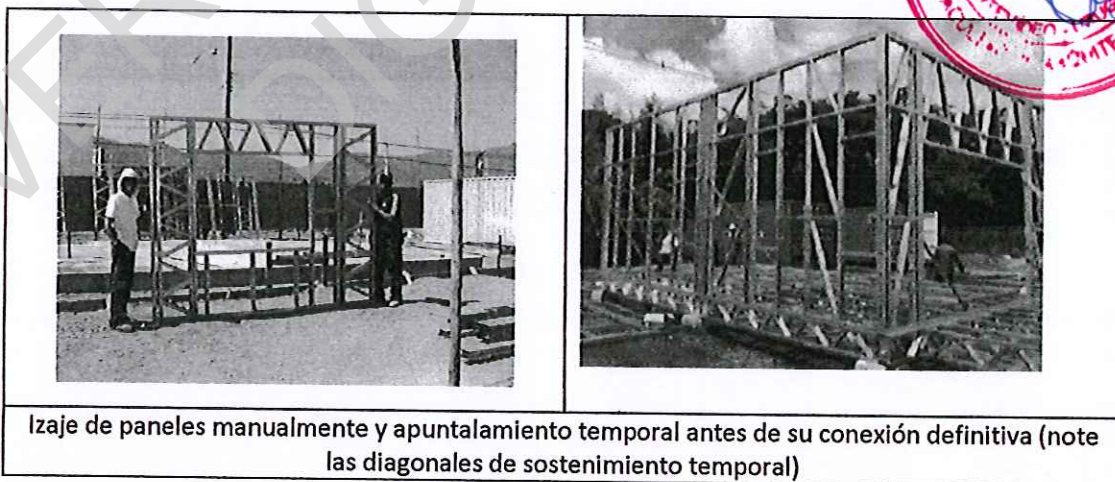 Izaje de paneles manualmente y apuntalamiento temporal antes de su conexión definitiva (note
las diagonales de sostenimiento temporal)